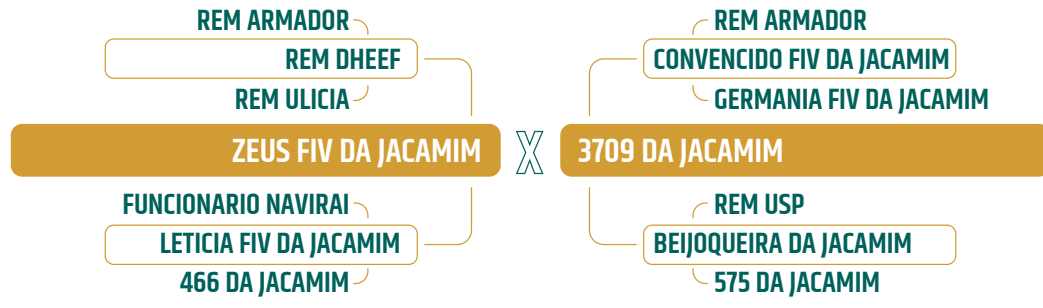 REM ARMADOR
REM DHEEF
REM ULICIA
ZEUS FIV DA JACAMIM
FUNCIONARIO NAVIRAI
LETICIA FIV DA JACAMIM
466 DA JACAMIM
X
REM ARMADOR
CONVENCIDO FIV DA JACAMIM
GERMANIA FIV DA JACAMIM
3709 DA JACAMIM
REM USP
BEIJOQUEIRA DA JACAMIM
575 DA JACAMIM